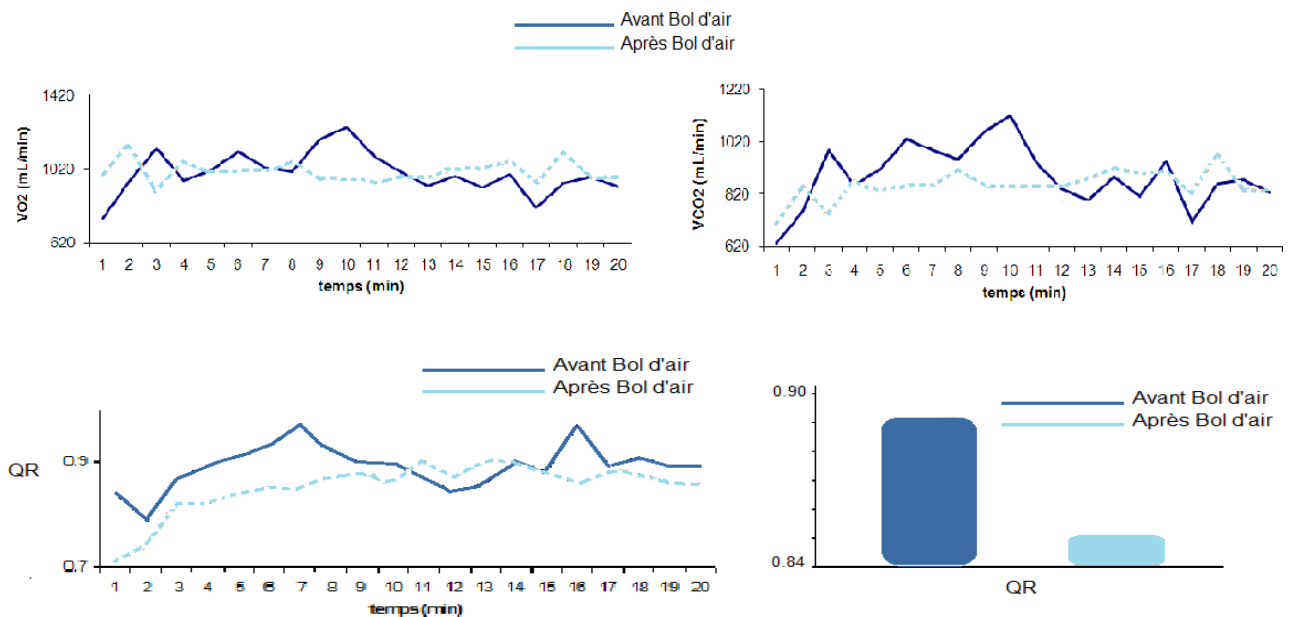 Avant Bol d'air
Après Bol d'air
1420
1020
620
VO2 (mL/min)
1 2 3 4 5 6 7 8 9 10 11 12 13 14 15 16 17 18 19 20
temps (min)
1220
1020
820
620
VCO2 (mL/min)
1 2 3 4 5 6 7 8 9 10 11 12 13 14 15 16 17 18 19 20
temps (min)
Avant Bol d'air
Après Bol d'air
QR
0.9
0.7
1 2 3 4 5 6 7 8 9 10 11 12 13 14 15 16 17 18 19 20
temps (min)
0.90
0.84
Avant Bol d'air
Après Bol d'air
QR